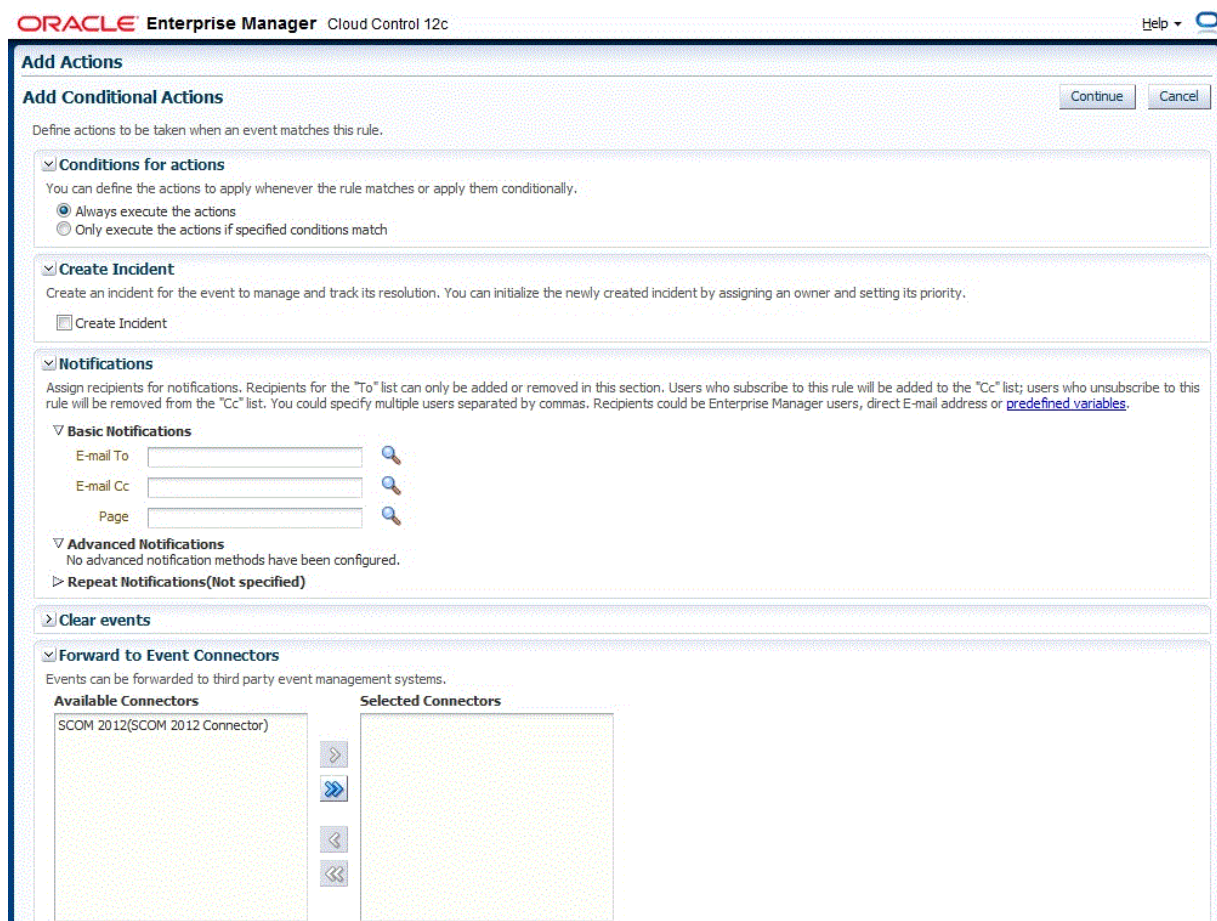 ORACLE Enterprise Manager Cloud Control 12c
Help
Add Actions
Add Conditional Actions
Continue
Cancel
Define actions to be taken when an event matches this rule.
Conditions for actions
You can define the actions to apply whenever the rule matches or apply them conditionally.
Always execute the actions
Only execute the actions if specified conditions match
Create Incident
Create an incident for the event to manage and track its resolution. You can initialize the newly created incident by assigning an owner and setting its priority.
Create Incident
Notifications
Assign recipients for notifications. Recipients for the "To" list can only be added or removed in this section. Users who subscribe to this rule will be added to the "Cc" list; users who unsubscribe to this
rule will be removed from the "Cc" list. You could specify multiple users separated by commas. Recipients could be Enterprise Manager users, direct E-mail address or predefined variables.
Basic Notifications
E-mail To
E-mail Cc
Page
Advanced Notifications
No advanced notification methods have been configured.
Repeat Notifications(Not specified)
Clear events
Forward to Event Connectors
Events can be forwarded to third party event management systems.
Available Connectors
Selected Connectors
SCOM 2012(SCOM 2012 Connector)